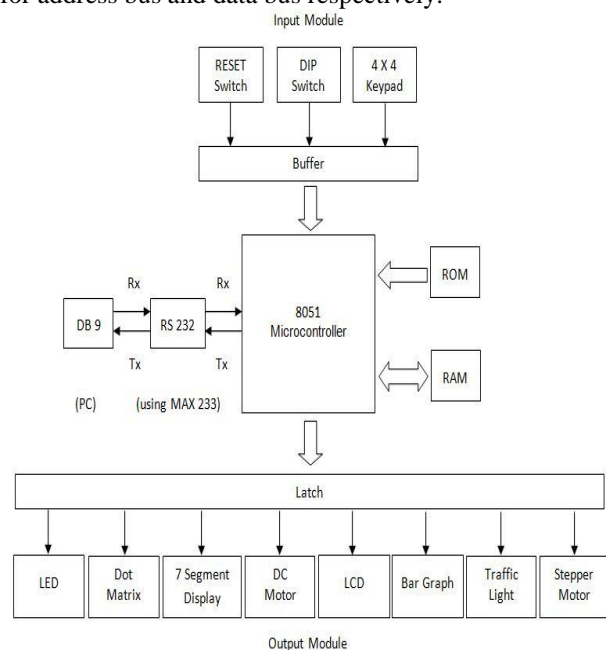 for address bus and data bus respectively.
Input Module
RESET
Switch
DIP
Switch
4 X 4
Keypad
Buffer
Rx
Rx
DB 9
RS 232
8051
Microcontroller
ROM
RAM
Tx
Tx
(PC)
(using MAX 233)
Latch
LED
Dot
Matrix
7 Segment
Display
DC
Motor
LCD
Bar Graph
Traffic
Light
Stepper
Motor
Output Module